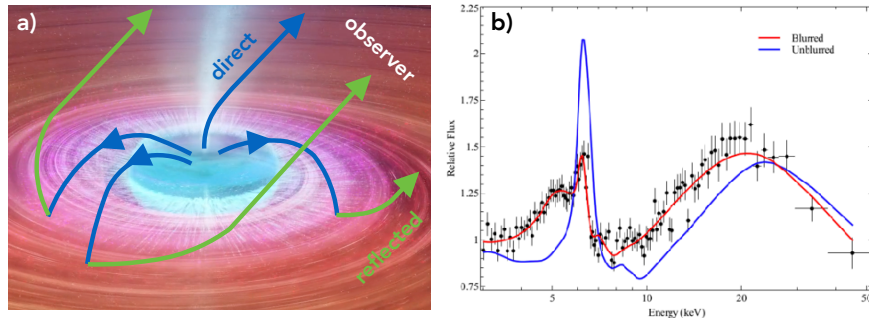 a)
direct
observer
reflected
b)
Blurred
Unblurred
Relative Flux
2.25
2
1.75
1.5
1.25
1
0.75
5
10
20
50
Energy (keV)